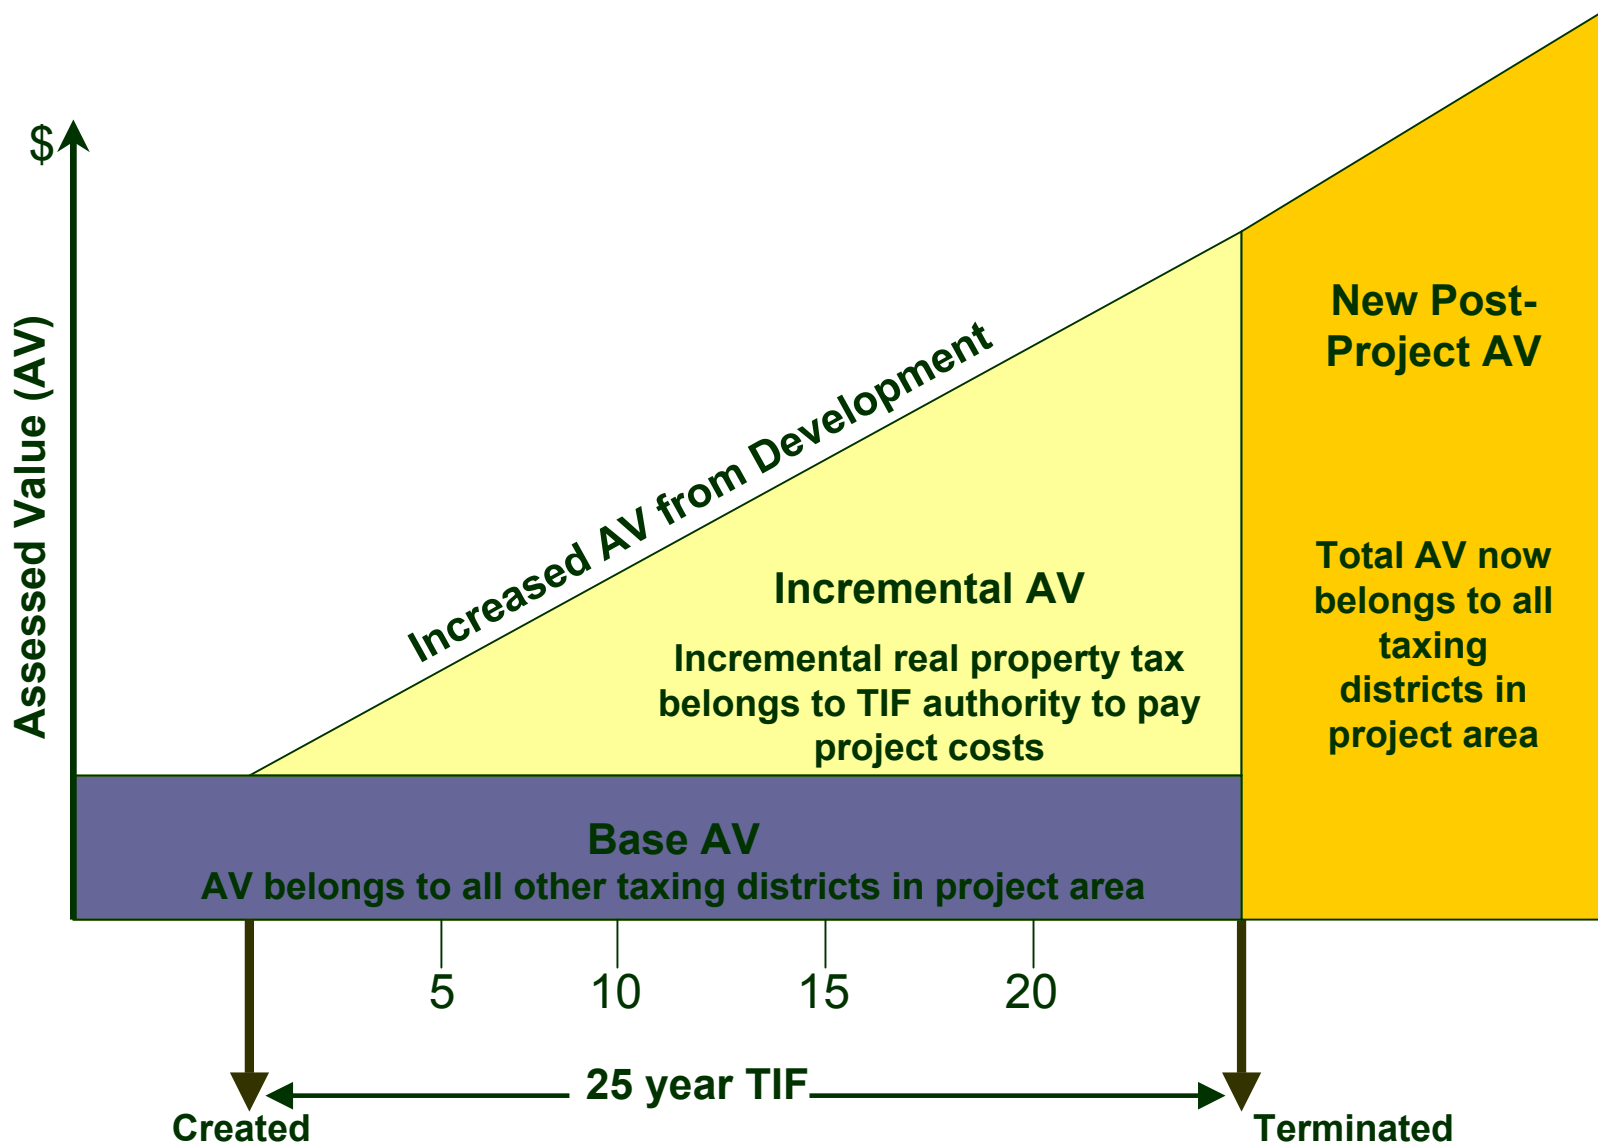 $
Assessed Value (AV)
Increased AV from Development
New Post-
Project AV
Incremental AV
Incremental real property tax
belongs to TIF authority to pay
project costs
Total AV now
belongs to all
taxing
districts in
project area
Base AV
AV belongs to all other taxing districts in project area
5 10 15 20
25 year TIF
Created
Terminated